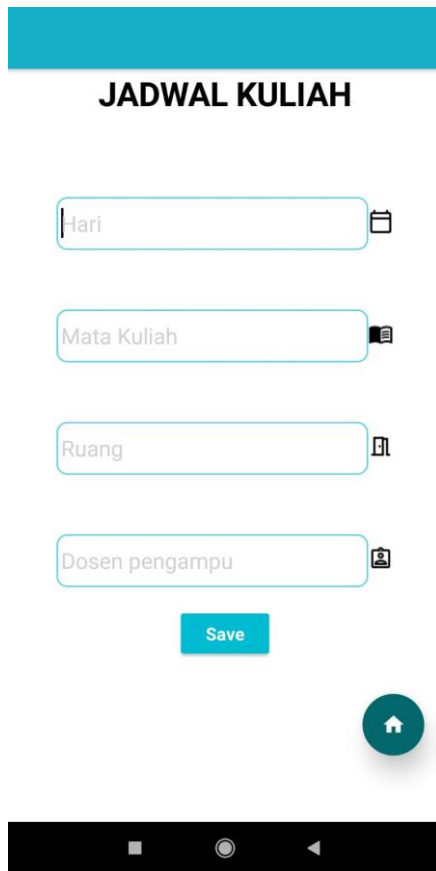 JADWAL KULIAH
Hari
Mata Kuliah
Ruang
Dosen pengampu
Save